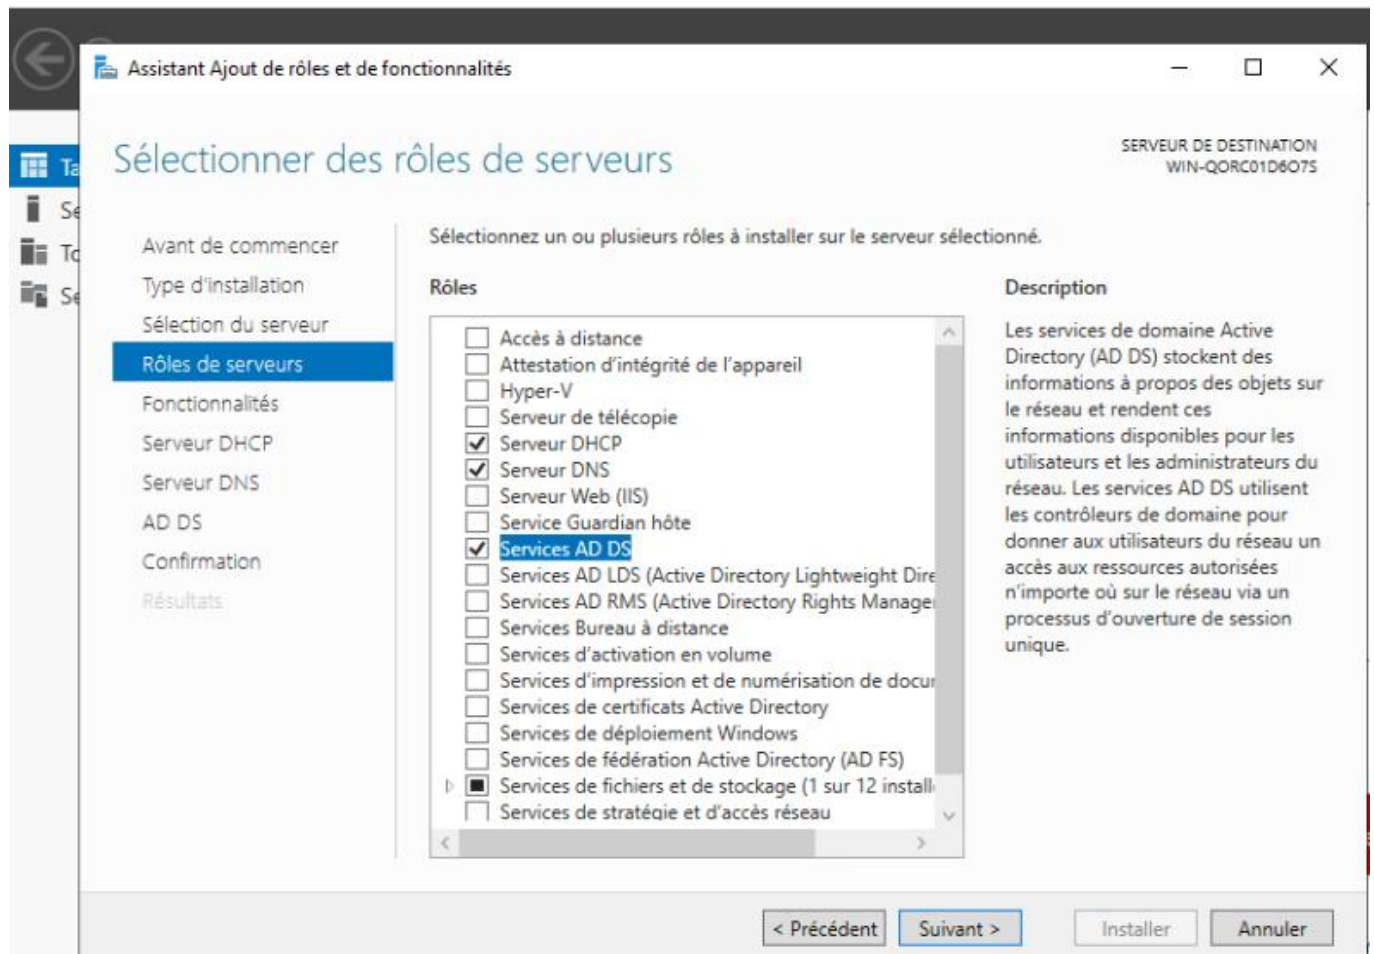 Assistant Ajout de rôles et de fonctionnalités
Sélectionner des rôles de serveurs
SERVEUR DE DESTINATION
WIN-QORC01D6O7S
Ta
Se
To
Se
Avant de commencer
Type d'installation
Sélection du serveur
Rôles de serveurs
Fonctionnalités
Serveur DHCP
Serveur DNS
AD DS
Confirmation
Résultats
Sélectionnez un ou plusieurs rôles à installer sur le serveur sélectionné.
Rôles
Accès à distance
Attestation d'intégrité de l'appareil
Hyper-V
Serveur de télécopie
Serveur DHCP
Serveur DNS
Serveur Web (IIS)
Service Guardian hôte
Services AD DS
Services AD LDS (Active Directory Lightweight Dire
Services AD RMS (Active Directory Rights Manager
Services Bureau à distance
Services d'activation en volume
Services d'impression et de numérisation de docur
Services de certificats Active Directory
Services de déploiement Windows
Services de fédération Active Directory (AD FS)
Services de fichiers et de stockage (1 sur 12 install
Services de stratégie et d'accès réseau
Description
Les services de domaine Active
Directory (AD DS) stockent des
informations à propos des objets sur
le réseau et rendent ces
informations disponibles pour les
utilisateurs et les administrateurs du
réseau. Les services AD DS utilisent
les contrôleurs de domaine pour
donner aux utilisateurs du réseau un
accès aux ressources autorisées
n'importe où sur le réseau via un
processus d'ouverture de session
unique.
< Précédent
Suivant >
Installer
Annuler